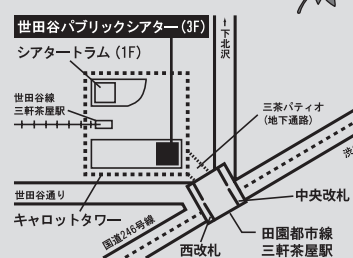 世田谷パブリックシアター(3F)
シアタートラム(1F)
↑下北沢
世田谷線
三軒茶屋駅
三茶パティオ
(地下通路)
渋
世田谷通り
中央改札
キャロットタワー
国道246号線
田園都市線
三軒茶屋駅
西改札